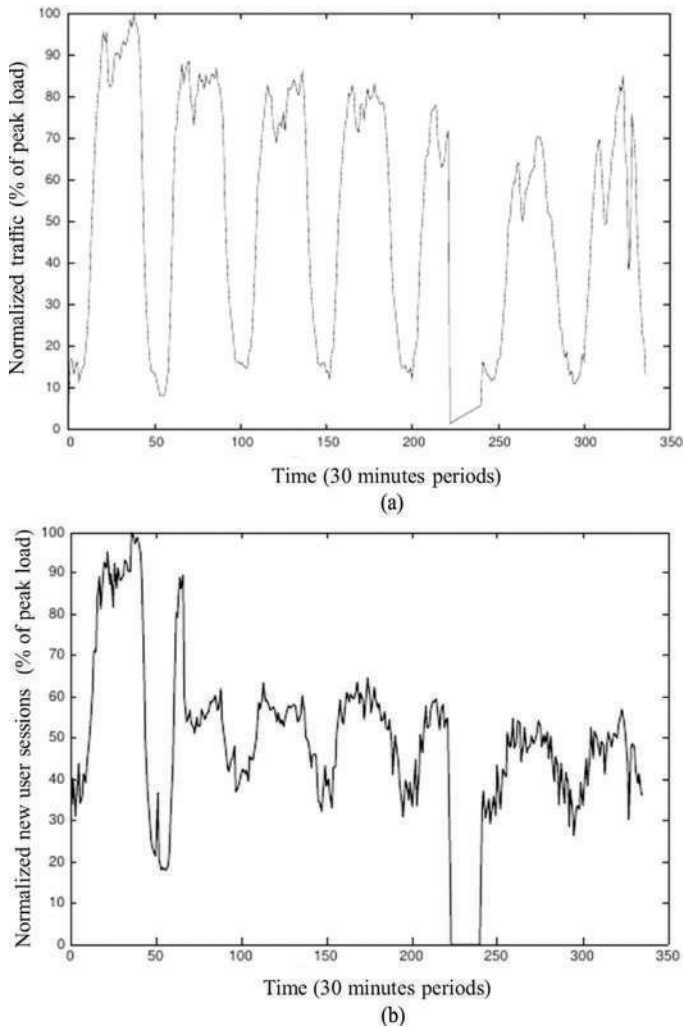 Normalized traffic (% of peak load)
100
90
80
70
60
50
40
30
20
10
0
0 50 100 150 200 250 300 350
Time (30 minutes periods)
(a)
Normalized new user sessions (% of peak load)
100
90
80
70
60
50
40
30
20
10
0
0 50 100 150 200 250 300 350
Time (30 minutes periods)
(b)